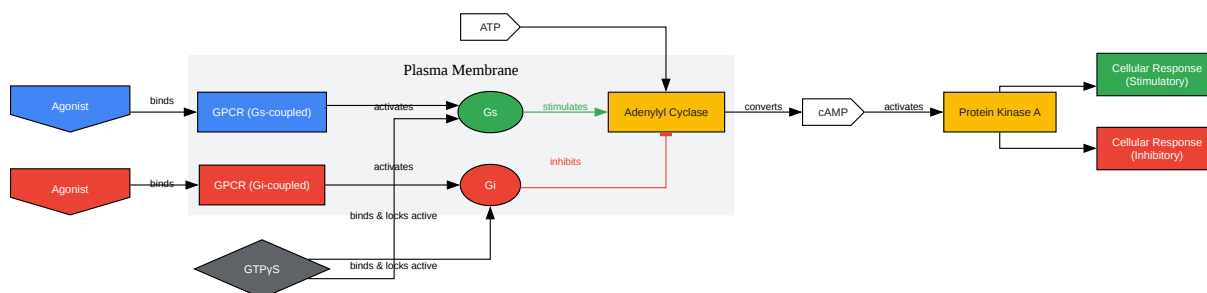 ATP
Plasma Membrane
Agonist
binds
GPCR (Gs-coupled)
activates
Gs
stimulates
Adenylyl Cyclase
converts
cAMP
activates
Protein Kinase A
Cellular Response
(Stimulatory)
Cellular Response
(Inhibitory)
Agonist
binds
GPCR (Gi-coupled)
activates
Gi
inhibits
binds & locks active
GTPγS
binds & locks active